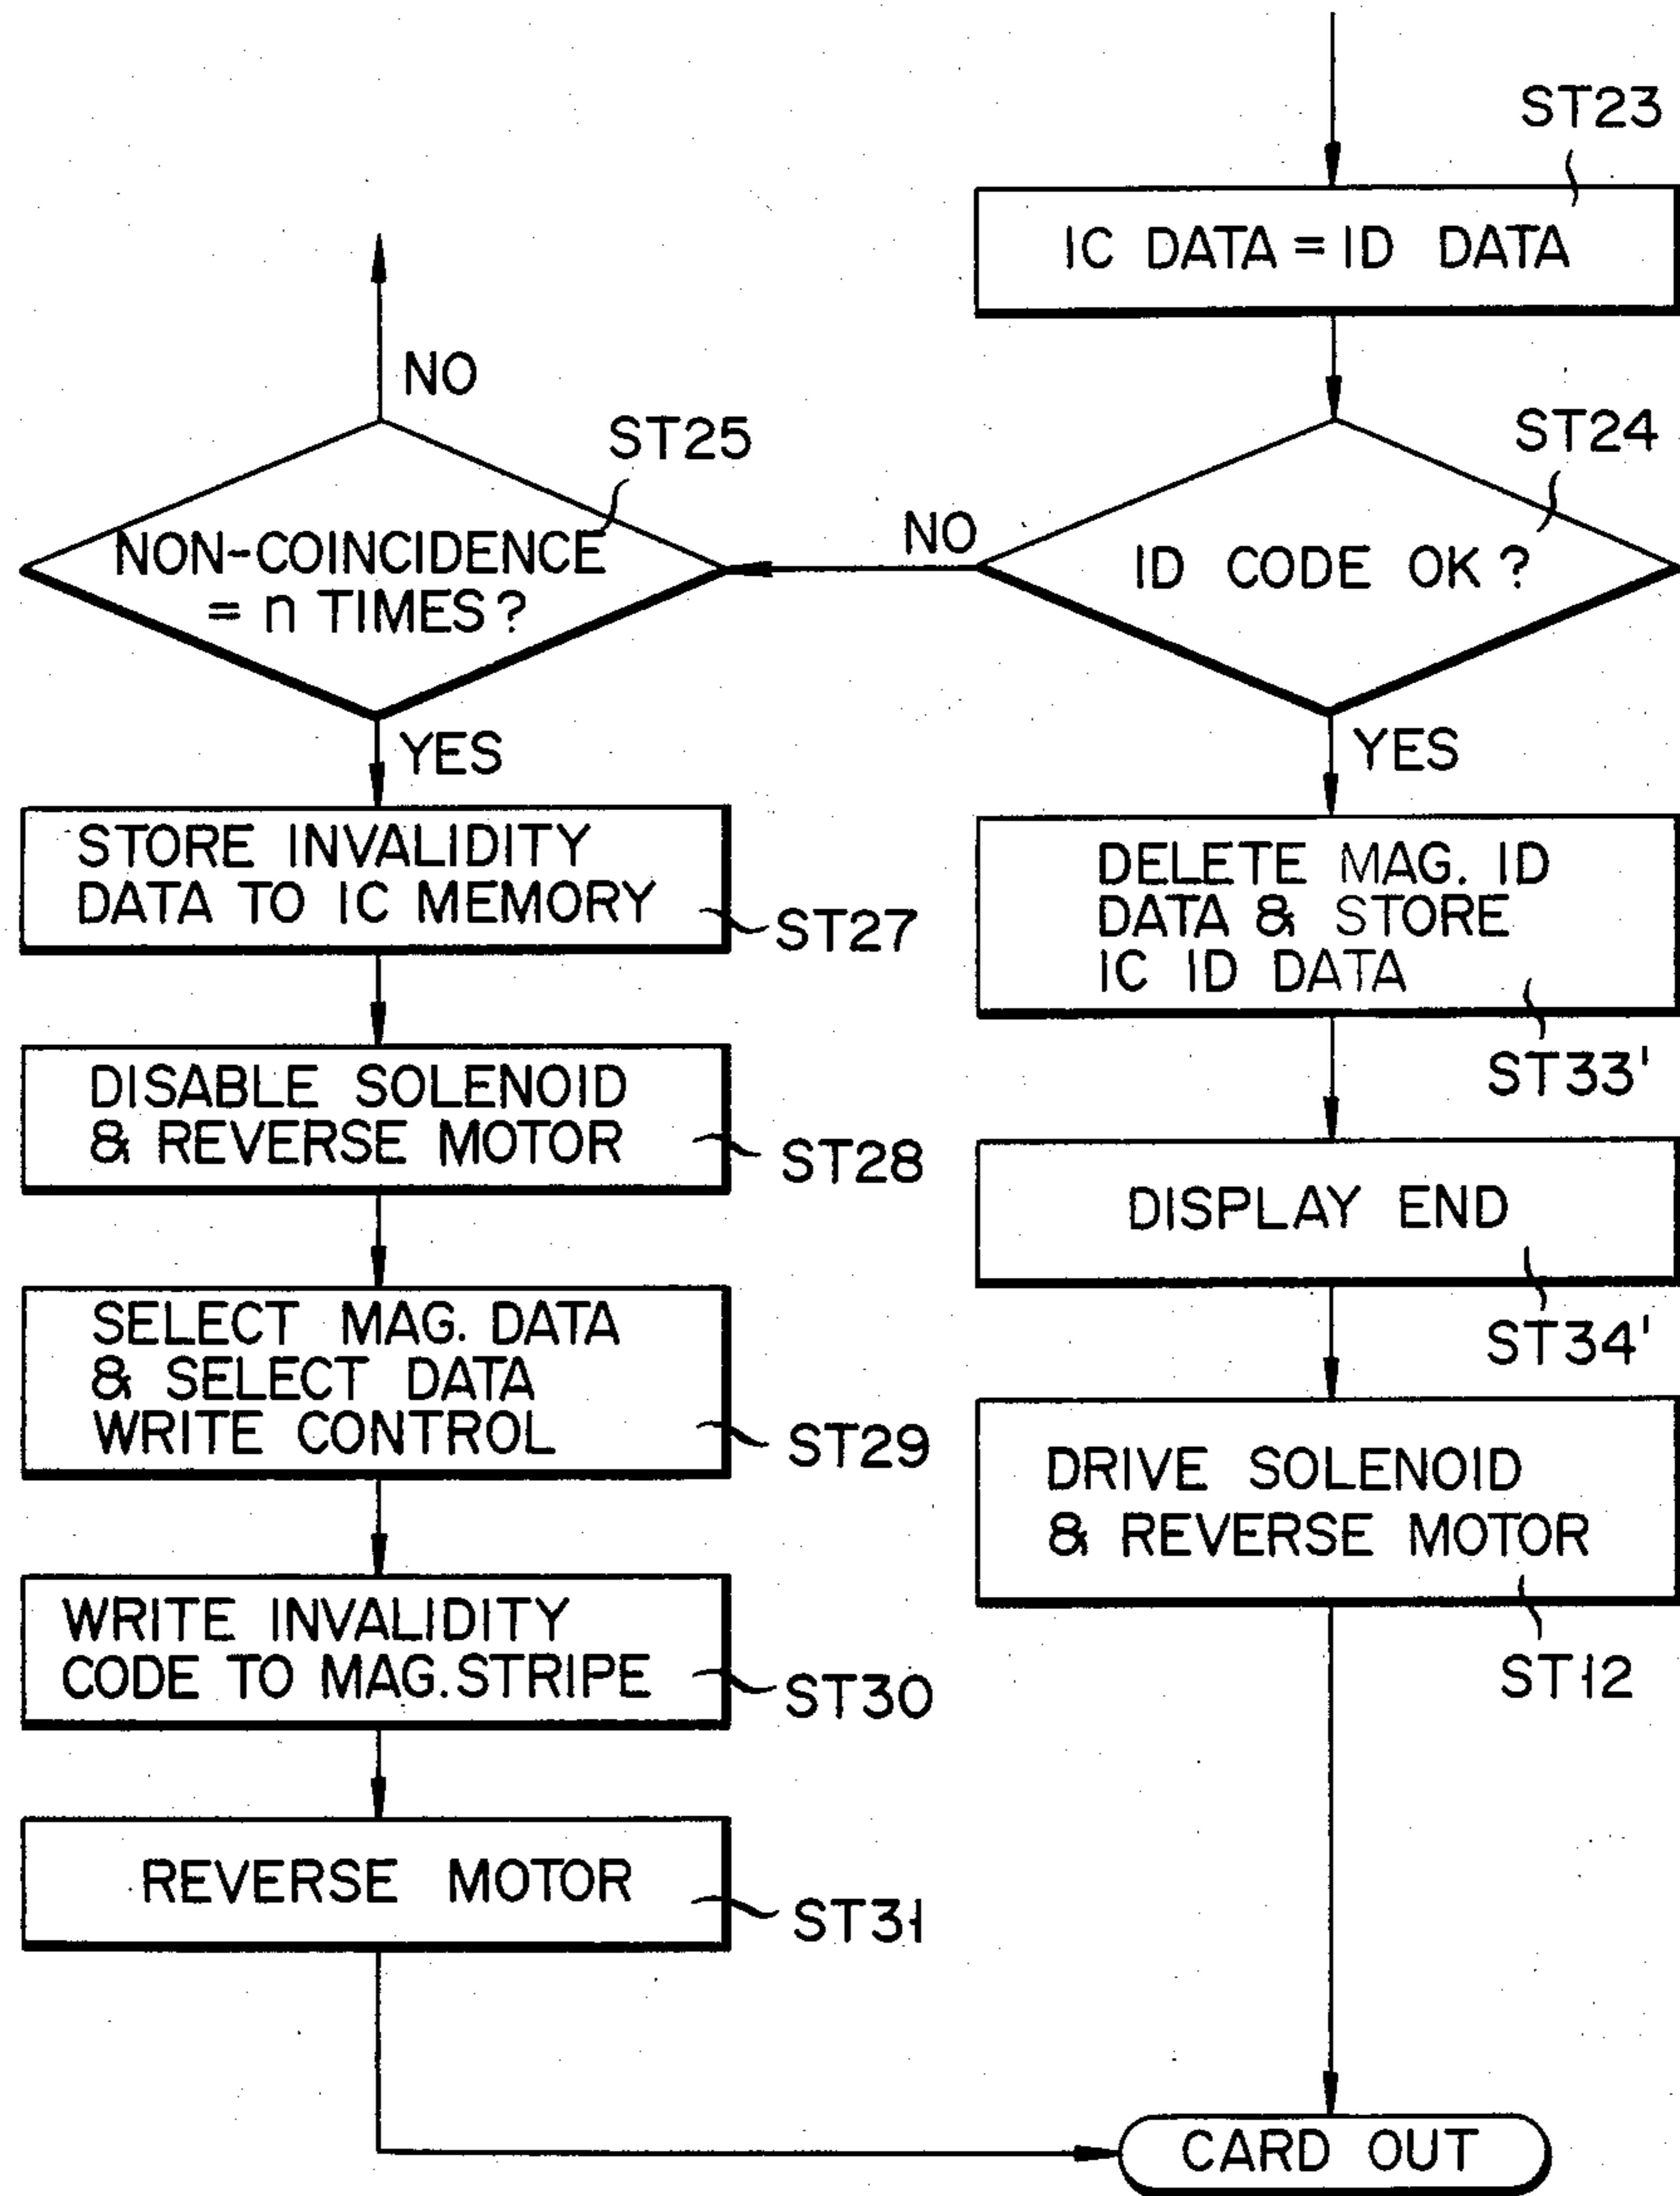 ST23
IC DATA = ID DATA
NO
ST25
NON-COINCIDENCE
= n TIMES?
NO
ST24
ID CODE OK?
YES
YES
STORE INVALIDITY
DATA TO IC MEMORY
ST27
DELETE MAG. ID
DATA & STORE
IC ID DATA
ST33'
DISABLE SOLENOID
& REVERSE MOTOR
ST28
DISPLAY END
ST34'
SELECT MAG. DATA
& SELECT DATA
WRITE CONTROL
ST29
DRIVE SOLENOID
& REVERSE MOTOR
ST12
WRITE INVALIDITY
CODE TO MAG. STRIPE
ST30
REVERSE MOTOR
ST31
CARD OUT